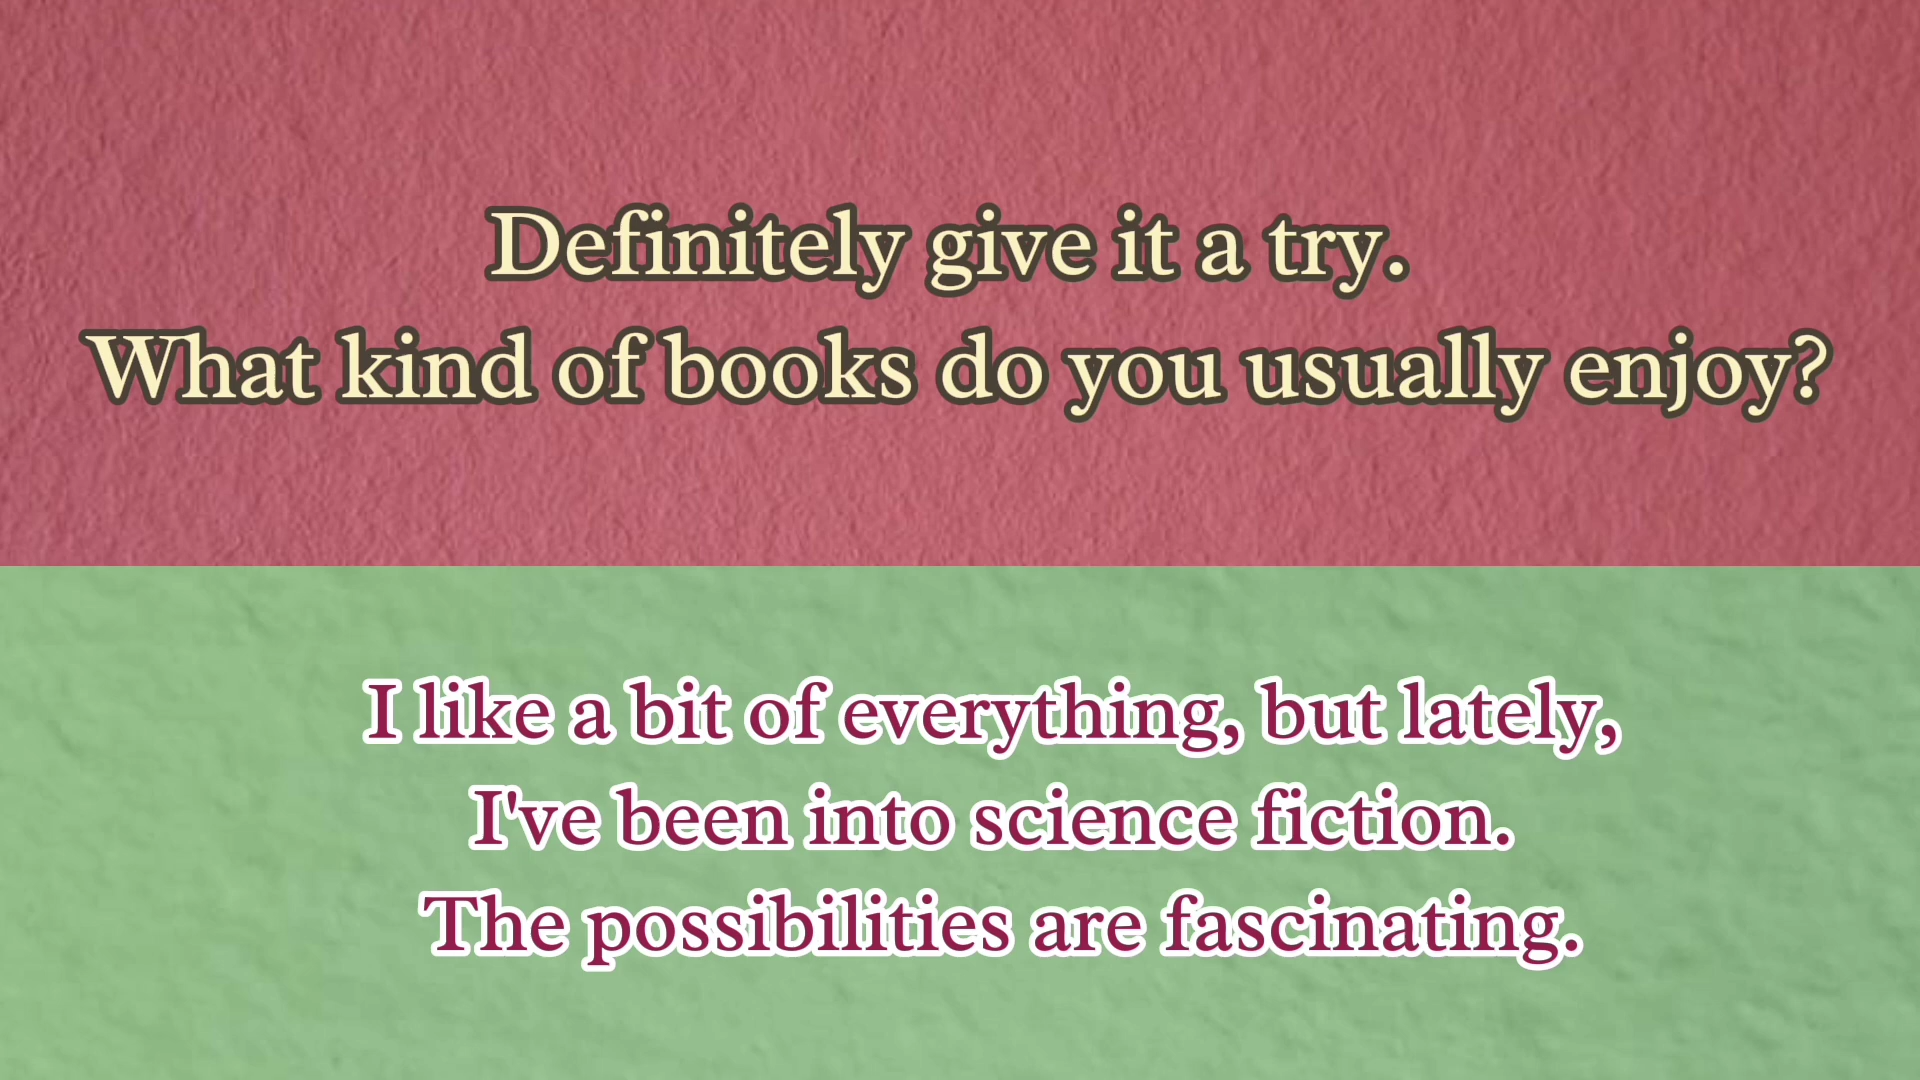 Definitely give it a try.
What kind of books do you usually enjoy?
I like a bit of everything, but lately,
I've been into science fiction.
The possibilities are fascinating.